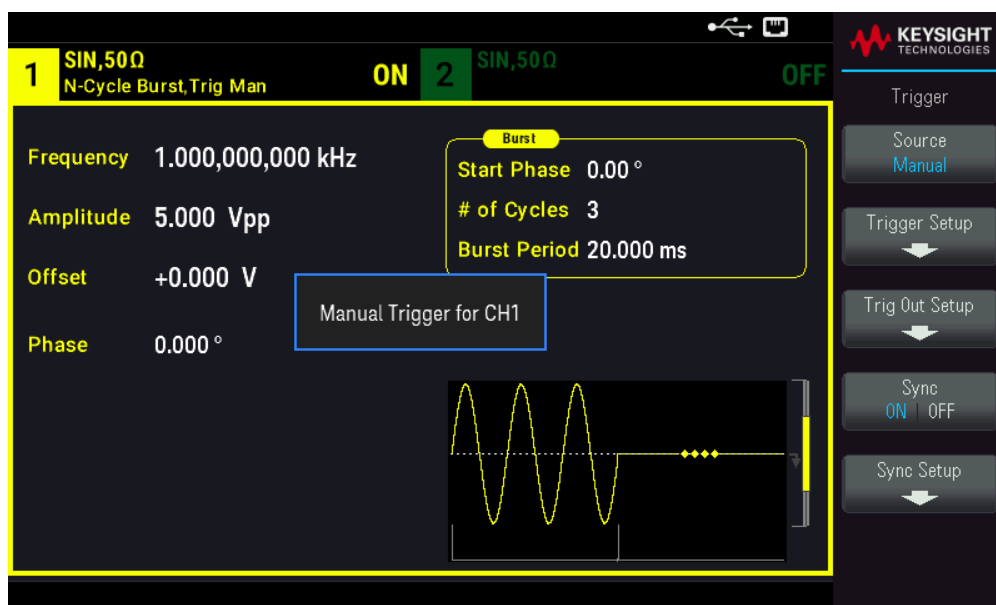 KEYSIGHT
TECHNOLOGIES
1 SIN,50Ω
N-Cycle Burst,Trig Man
ON
2 SIN,50Ω
OFF
Trigger
Frequency 1.000,000,000 kHz
Amplitude 5.000 Vpp
Offset +0.000 V
Phase 0.000 °
Burst
Start Phase 0.00 °
# of Cycles 3
Burst Period 20.000 ms
Manual Trigger for CH1
Source
Manual
Trigger Setup
Trig Out Setup
Sync
ON OFF
Sync Setup